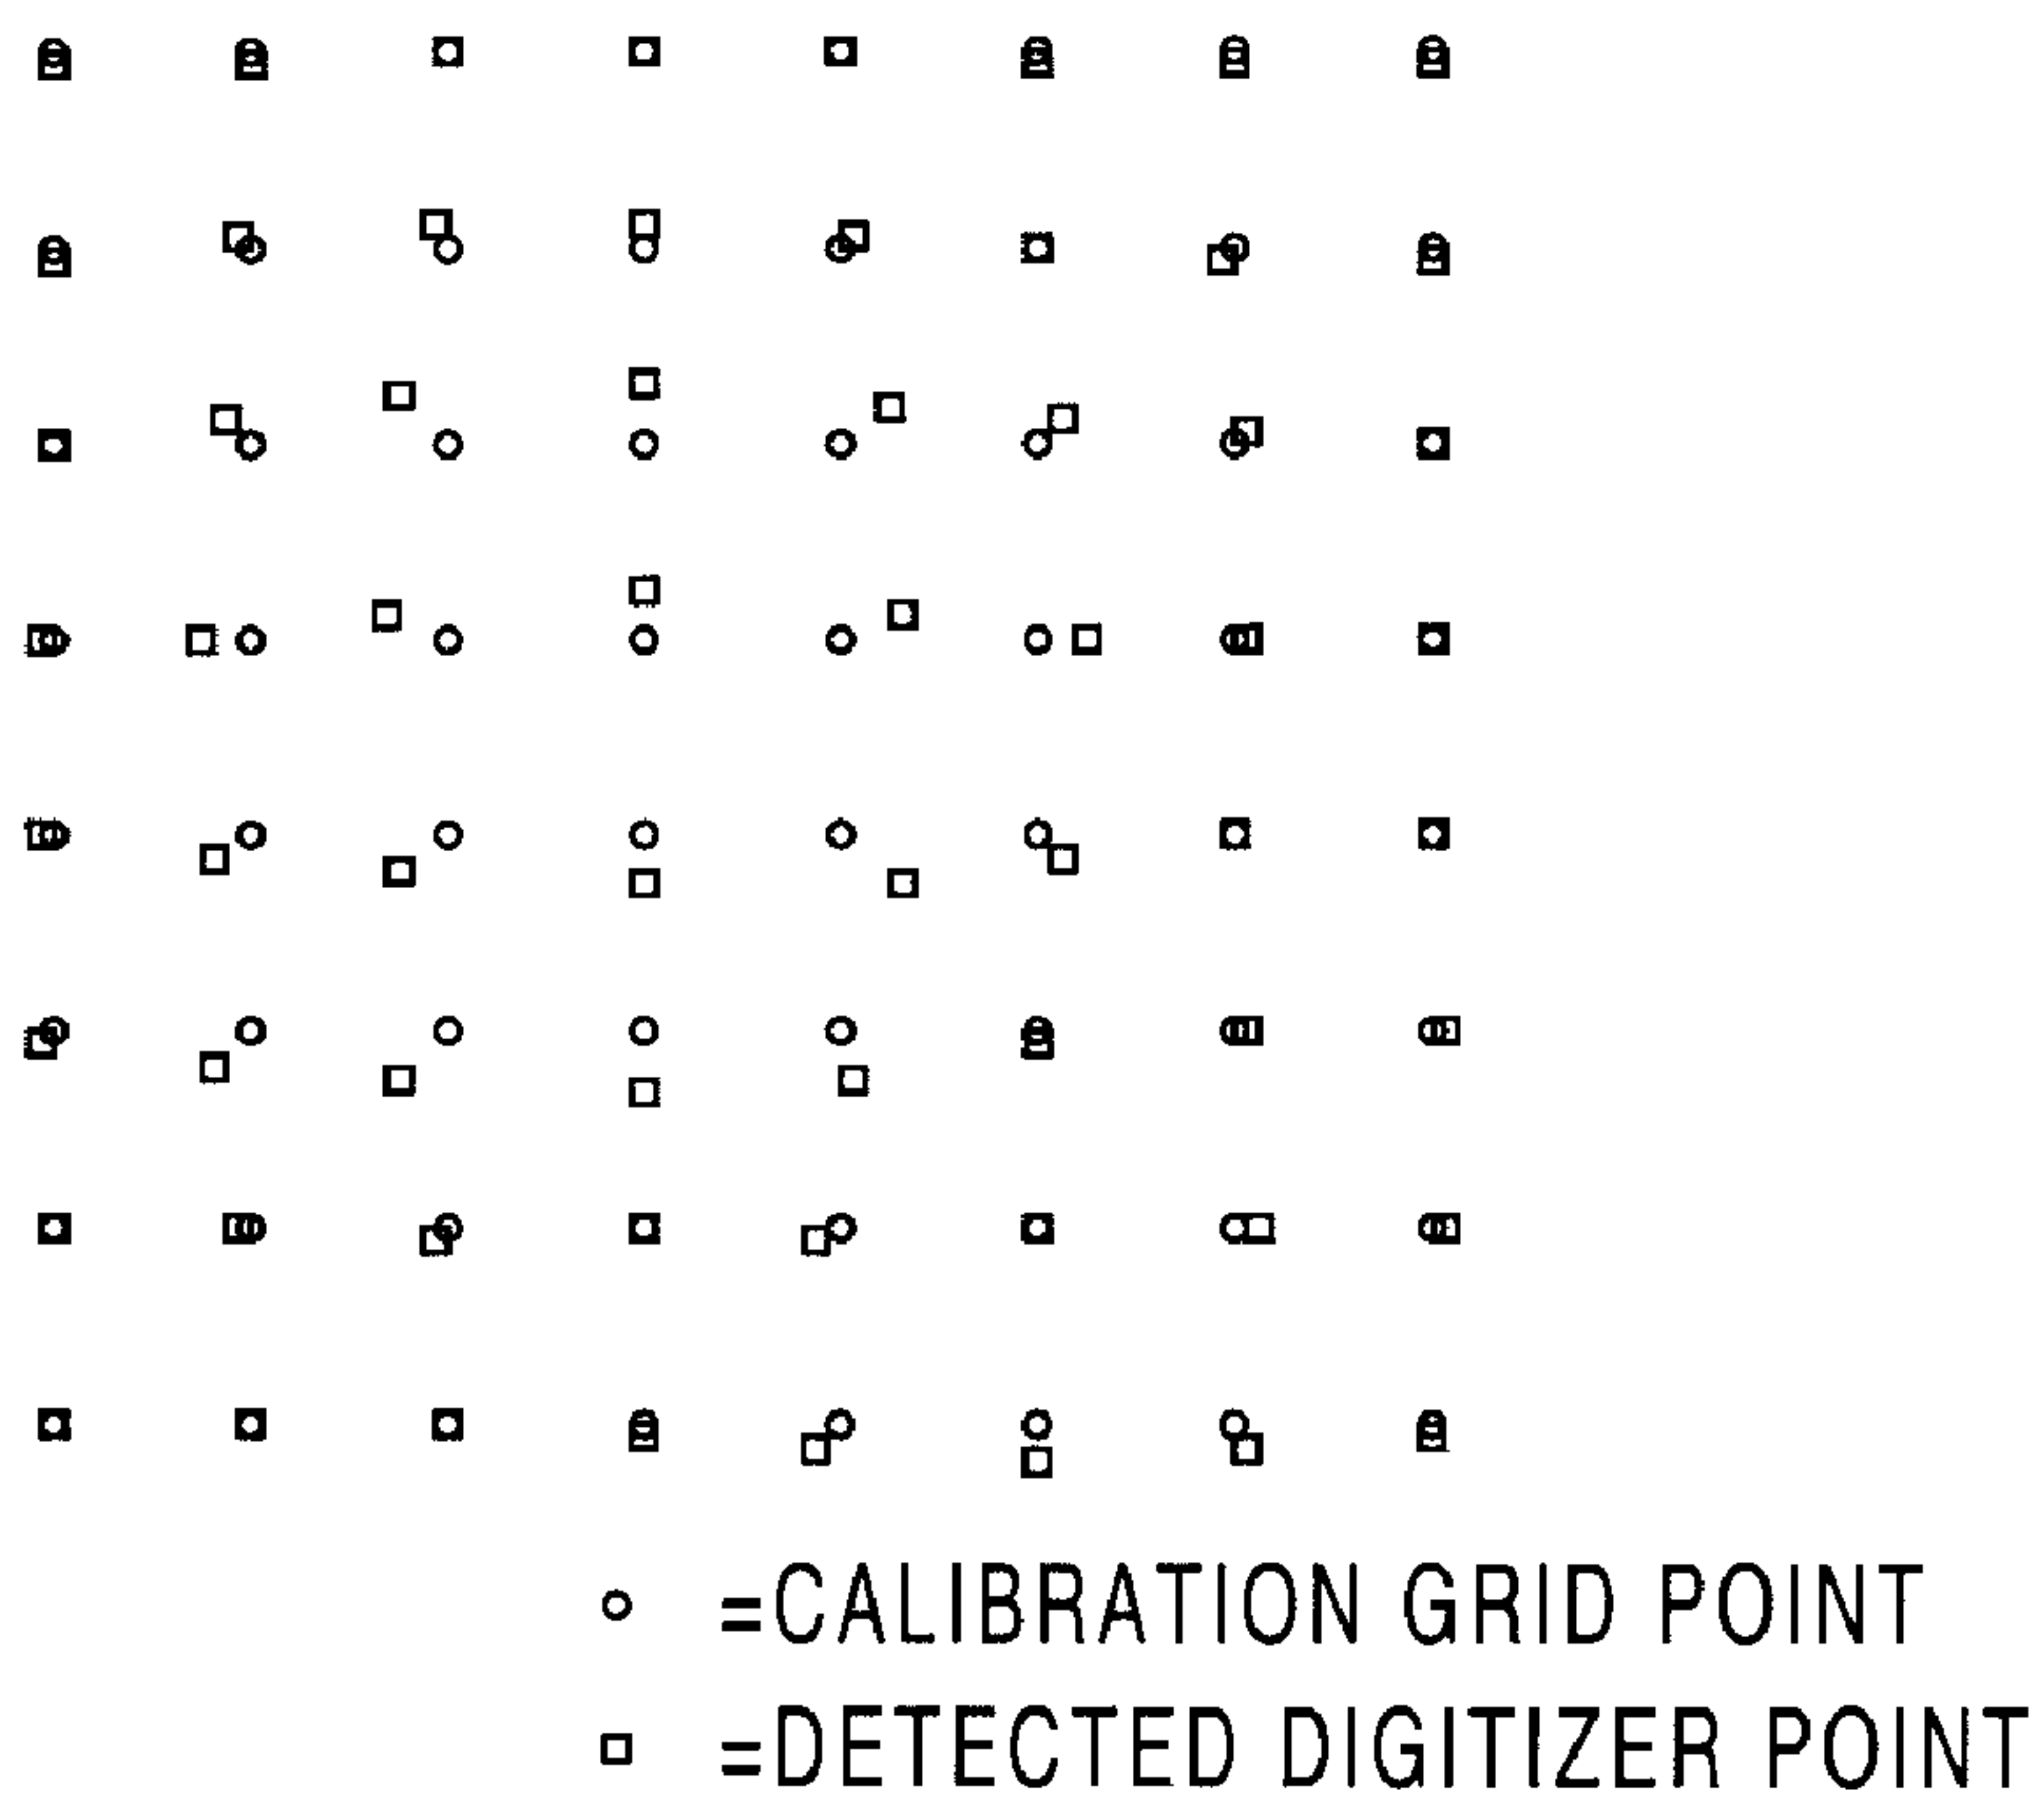 =CALIBRATION GRID POINT
=DETECTED DIGITIZER POINT